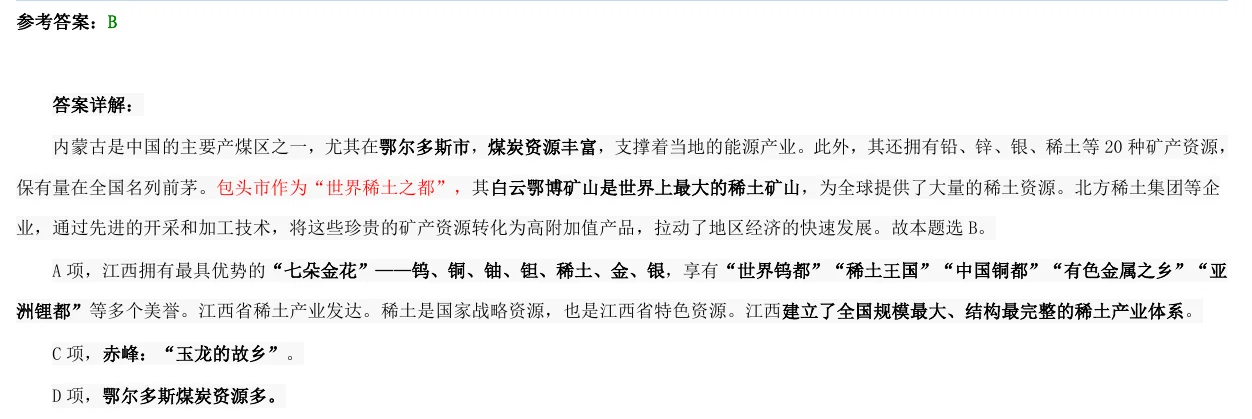 参考答案：B
答案详解：
内蒙古是中国的主要产煤区之一，尤其在鄂尔多斯市，煤炭资源丰富，支撑着当地的能源产业。此外，其还拥有铅、锌、银、稀土等 20 种矿产资源，
保有量在全国名列前茅。包头市作为“世界稀土之都”，其白云鄂博矿山是世界上最大的稀土矿山，为全球提供了大量的稀土资源。北方稀土集团等企
业，通过先进的开采和加工技术，将这些珍贵的矿产资源转化为高附加值产品，拉动了地区经济的快速发展。故本题选 B。
A 项，江西拥有最具优势的“七朵金花”——钨、铜、铀、钽、稀土、金、银，享有“世界钨都”“稀土王国”“中国铜都”“有色金属之乡”“亚
洲锂都”等多个美誉。江西省稀土产业发达。稀土是国家战略资源，也是江西省特色资源。江西建立了全国规模最大、结构最完整的稀土产业体系。
C 项，赤峰：“玉龙的故乡”。
D 项，鄂尔多斯煤炭资源多。